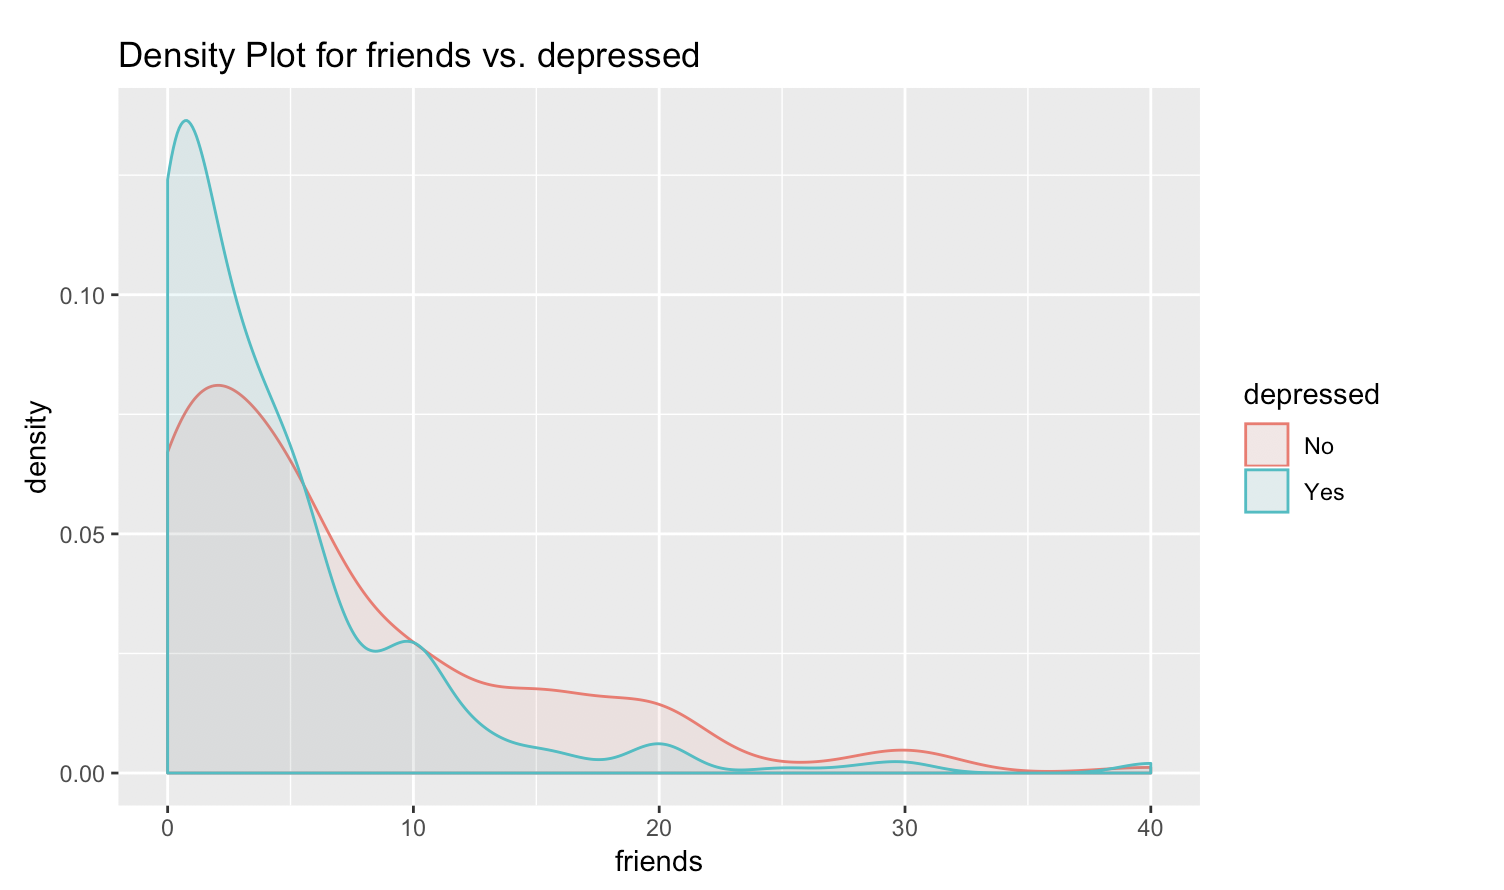 Density Plot for friends vs. depressed
0.10
0.05
0.00
density
0 10 20 30 40
friends
depressed
No
Yes